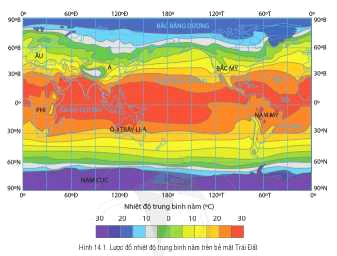 0° 60°Đ 120°Đ 180° 120°T 60°T 0°
90°B BẮC BĂNG DƯƠNG 90°B
60°B 60°B
ÂU Á BẮC MỸ
30°B 30°B
0° PHI NAM MỸ 0°
Ô-XTRÂY-LI-A
30°N 30°N
60°N 60°N
NAM CỰC
90°N 90°N
0° 60°Đ 120°Đ 180° 120°T 60°T 0°
Nhiệt độ trung bình năm (°C)
30 20 10 0 10 20 30
Hình 14.1. Lược đồ nhiệt độ trung bình năm trên bề mặt Trái Đất